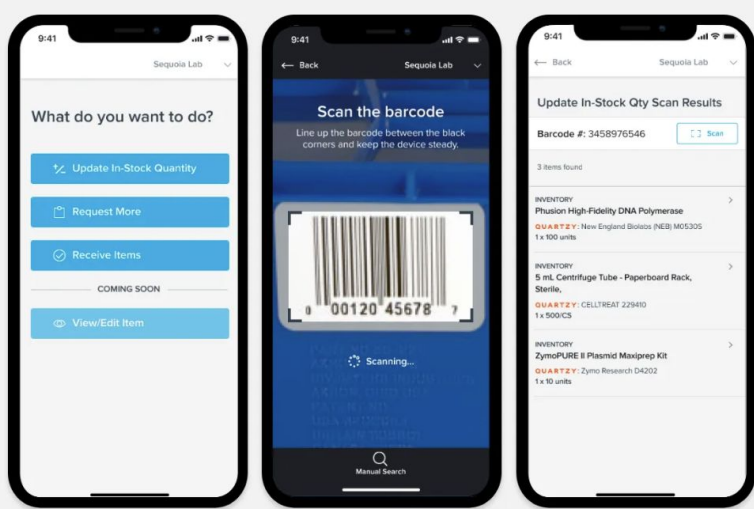 9:41
Sequoia Lab
What do you want to do?
Update In-Stock Quantity
Request More
Receive Items
COMING SOON
View/Edit Item
9:41
Back
Sequoia Lab
Scan the barcode
Line up the barcode between the black
corners and keep the device steady.
0 00120 45678 7
Scanning...
Manual Search
9:41
Back
Sequoia Lab
Update In-Stock Qty Scan Results
Barcode #: 3458976546
Scan
3 items found
INVENTORY
Phusion High-Fidelity DNA Polymerase
QUARTZY: New England Biolabs (NEB) M0530S
1 x 100 units
INVENTORY
5 mL Centrifuge Tube - Paperboard Rack,
Sterile,
QUARTZY: CELLTREAT 229410
1 x 500/CS
INVENTORY
ZymoPURE II Plasmid Maxiprep Kit
QUARTZY: Zymo Research D4202
1 x 10 units